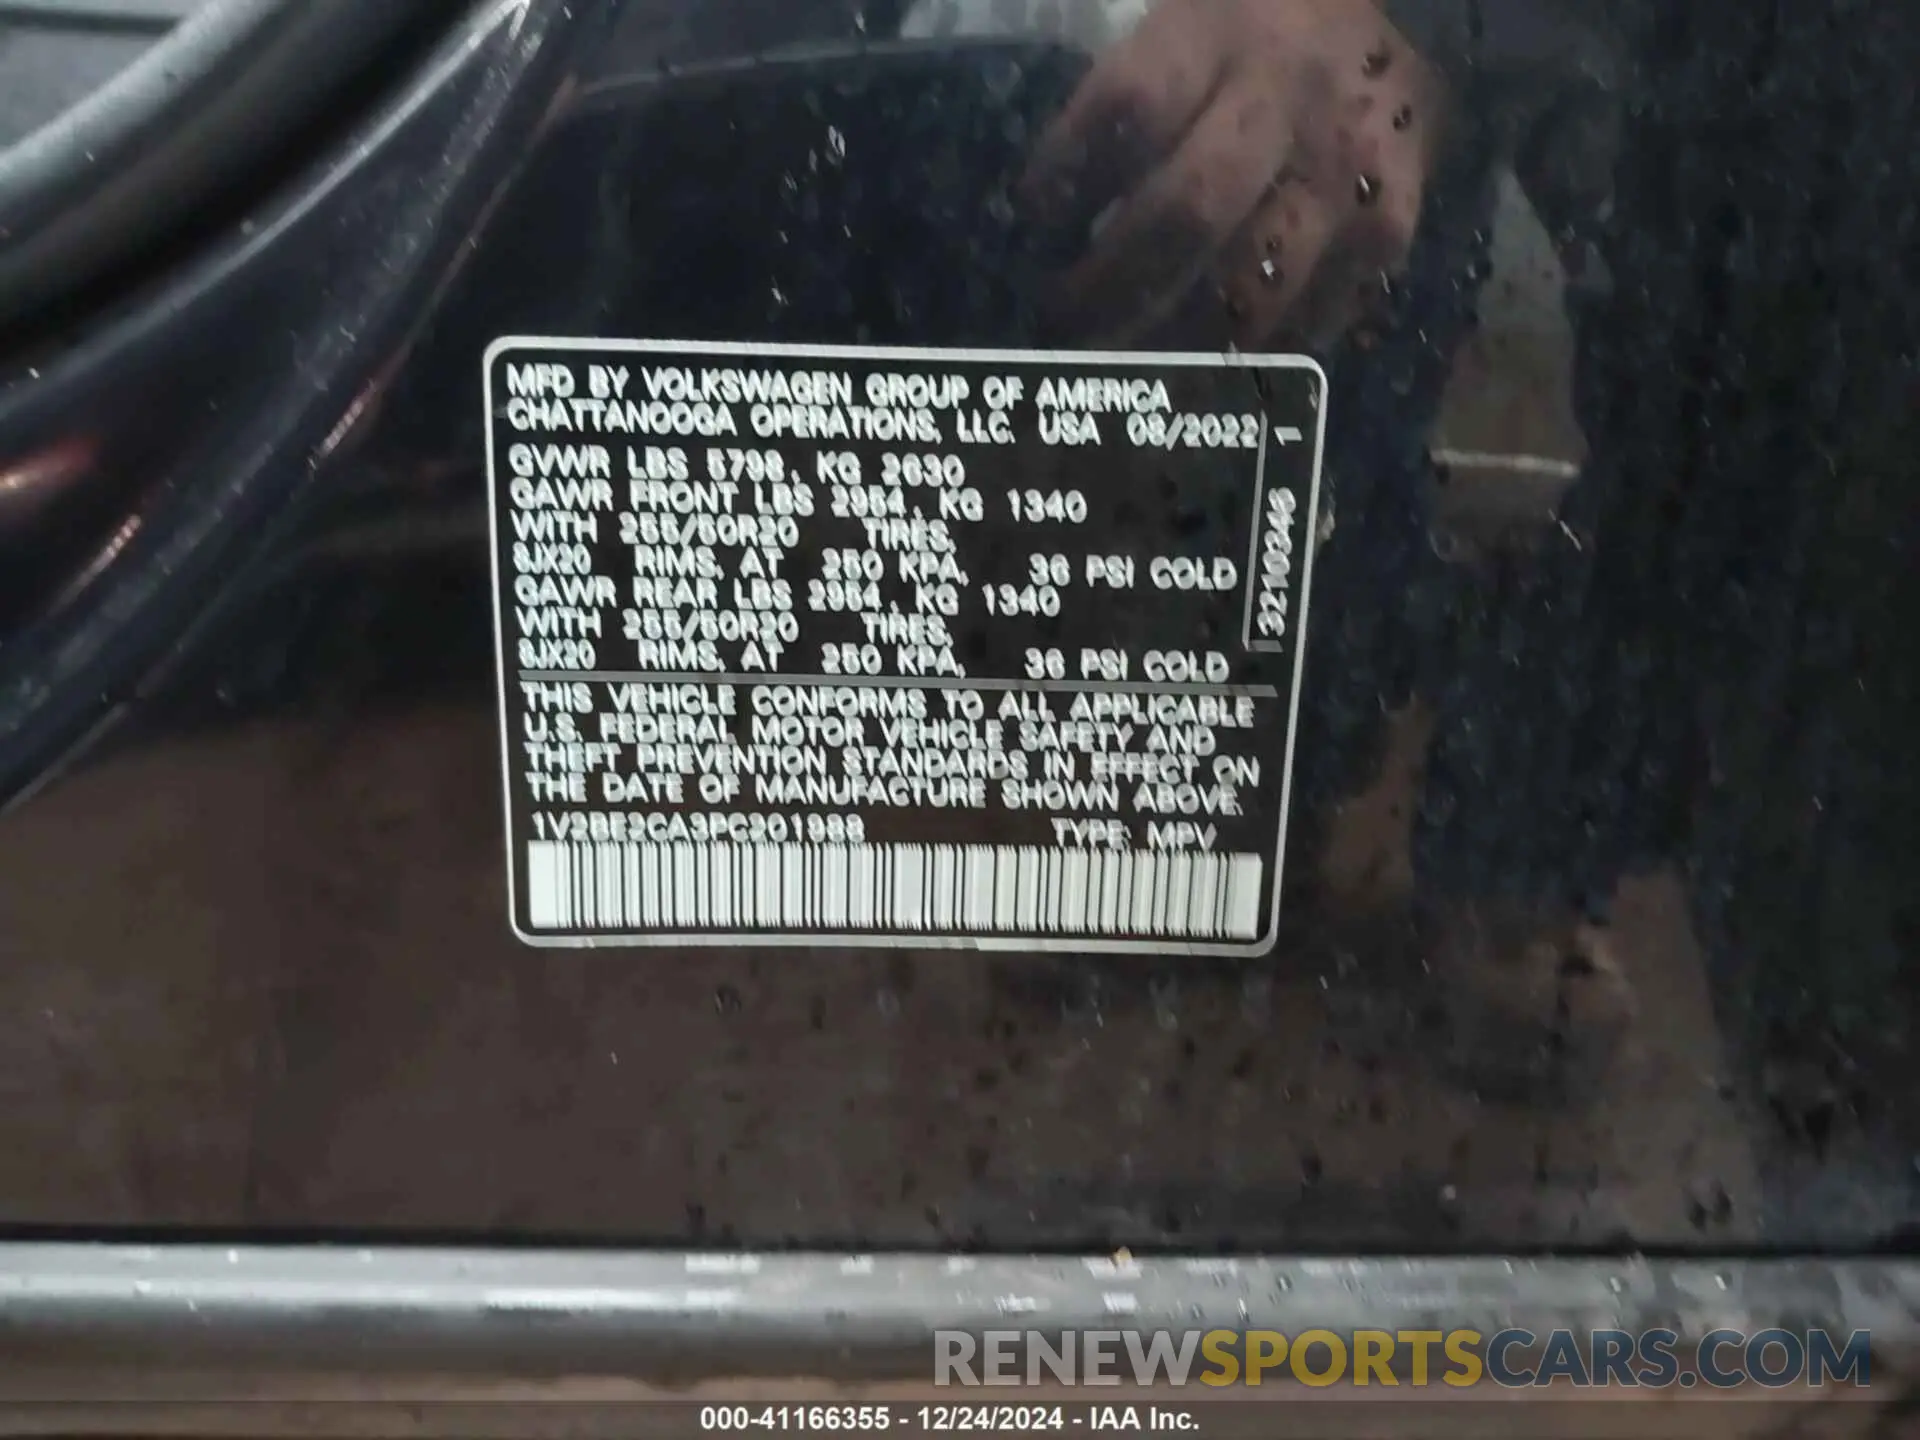 MFD BY VOLKSWAGEN GROUP OF AMERICA
CHATTANOOGA OPERATIONS, LLC. USA 08/2022
GVWR LBS 5798, KG 2630
GAWR FRONT LBS 2954, KG 1340
WITH 255/50R20 TIRES,
8JX20 RIMS, AT 250 KPA, 36 PSI COLD
GAWR REAR LBS 2954, KG 1340
WITH 255/50R20 TIRES,
8JX20 RIMS, AT 250 KPA, 36 PSI COLD
THIS VEHICLE CONFORMS TO ALL APPLICABLE
U.S. FEDERAL MOTOR VEHICLE SAFETY AND
THEFT PREVENTION STANDARDS IN EFFECT ON
THE DATE OF MANUFACTURE SHOWN ABOVE.
TYPE: MPV
1
RENEWSPORTSCARS.COM
000-41166355 - 12/24/2024 - IAA Inc.